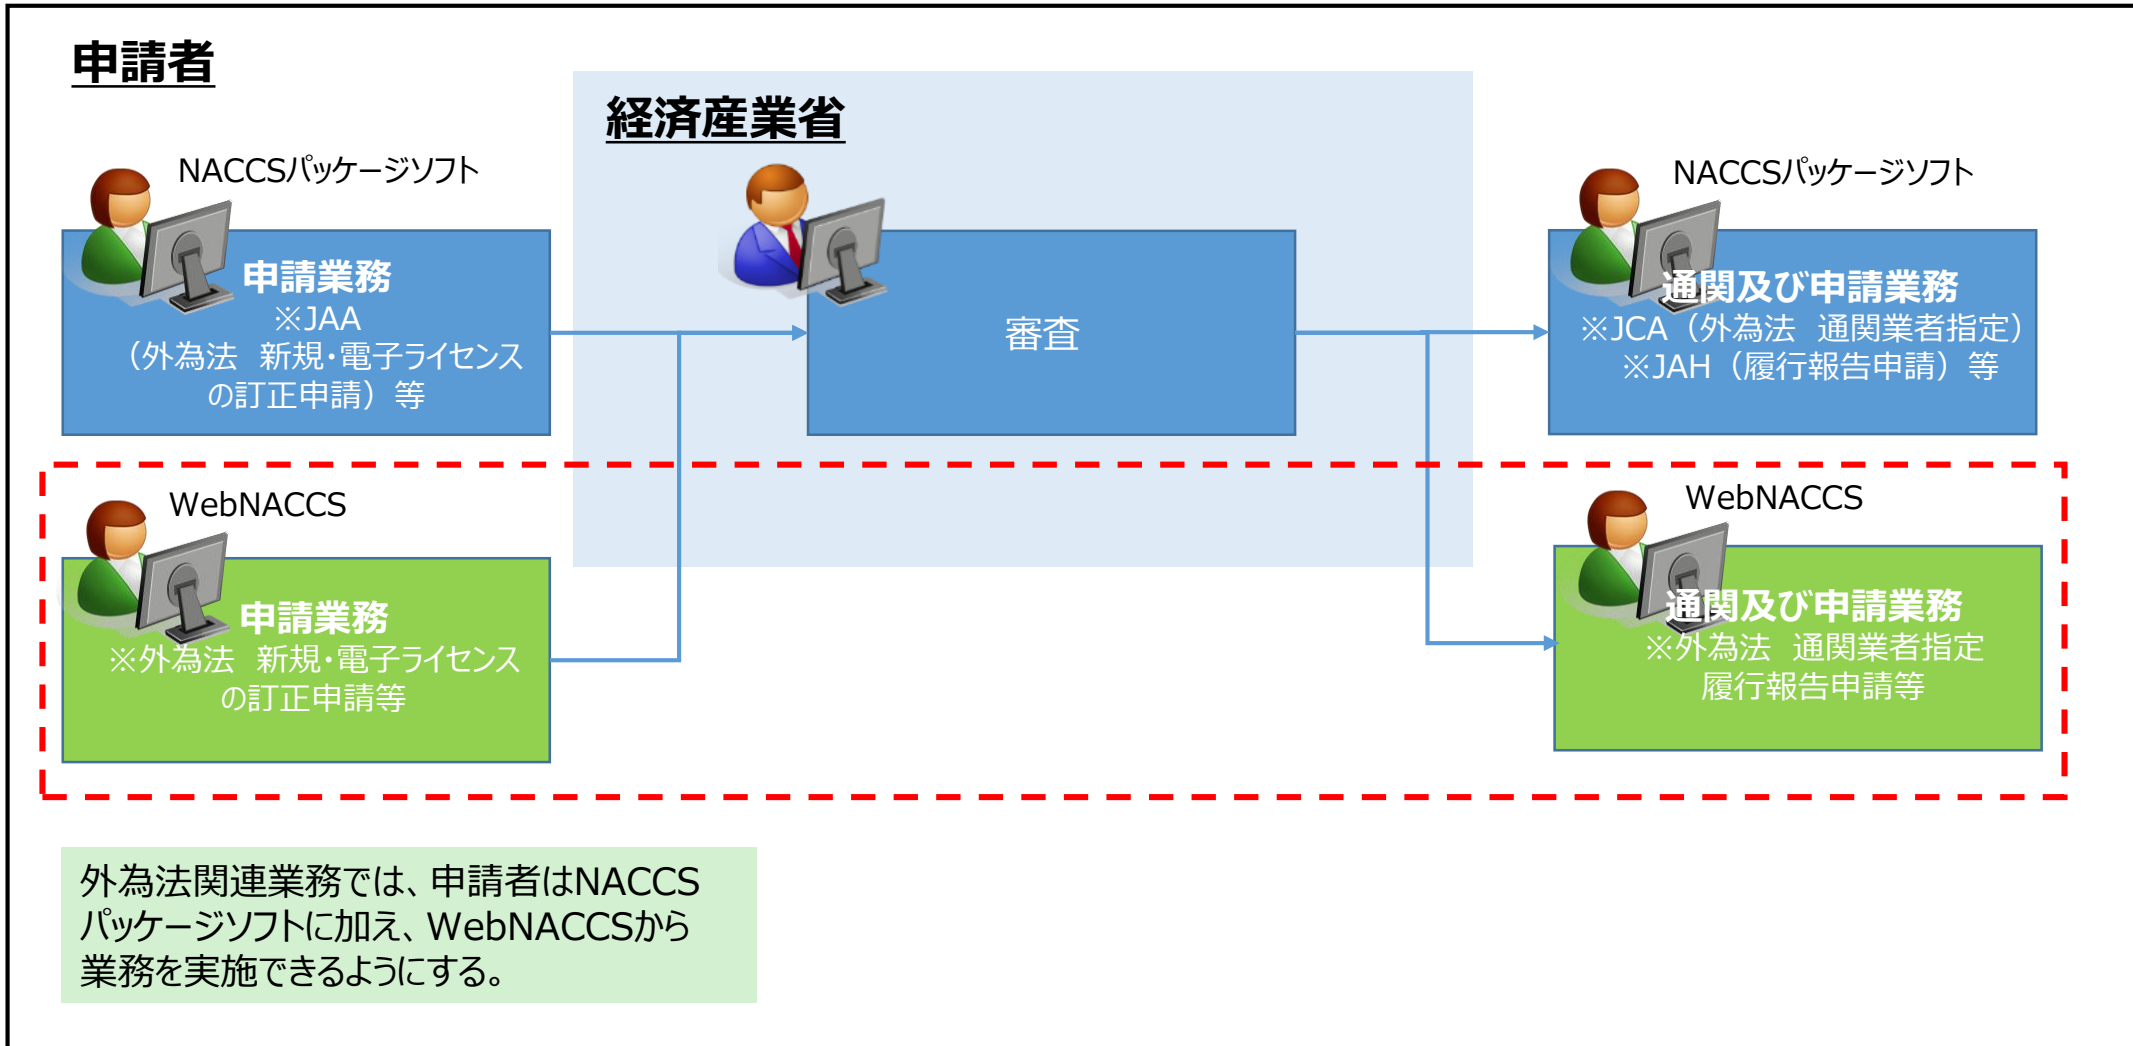 申請者
経済産業省
NACCSパッケージソフト
申請業務
※JAA
（外為法　新規・電子ライセンス
の訂正申請）等
審査
NACCSパッケージソフト
通関及び申請業務
※JCA（外為法　通関業者指定）
※JAH（履行報告申請）等
WebNACCS
申請業務
※外為法　新規・電子ライセンス
の訂正申請等
WebNACCS
通関及び申請業務
※外為法　通関業者指定
履行報告申請等
外為法関連業務では、申請者はNACCS
パッケージソフトに加え、WebNACCSから
業務を実施できるようにする。